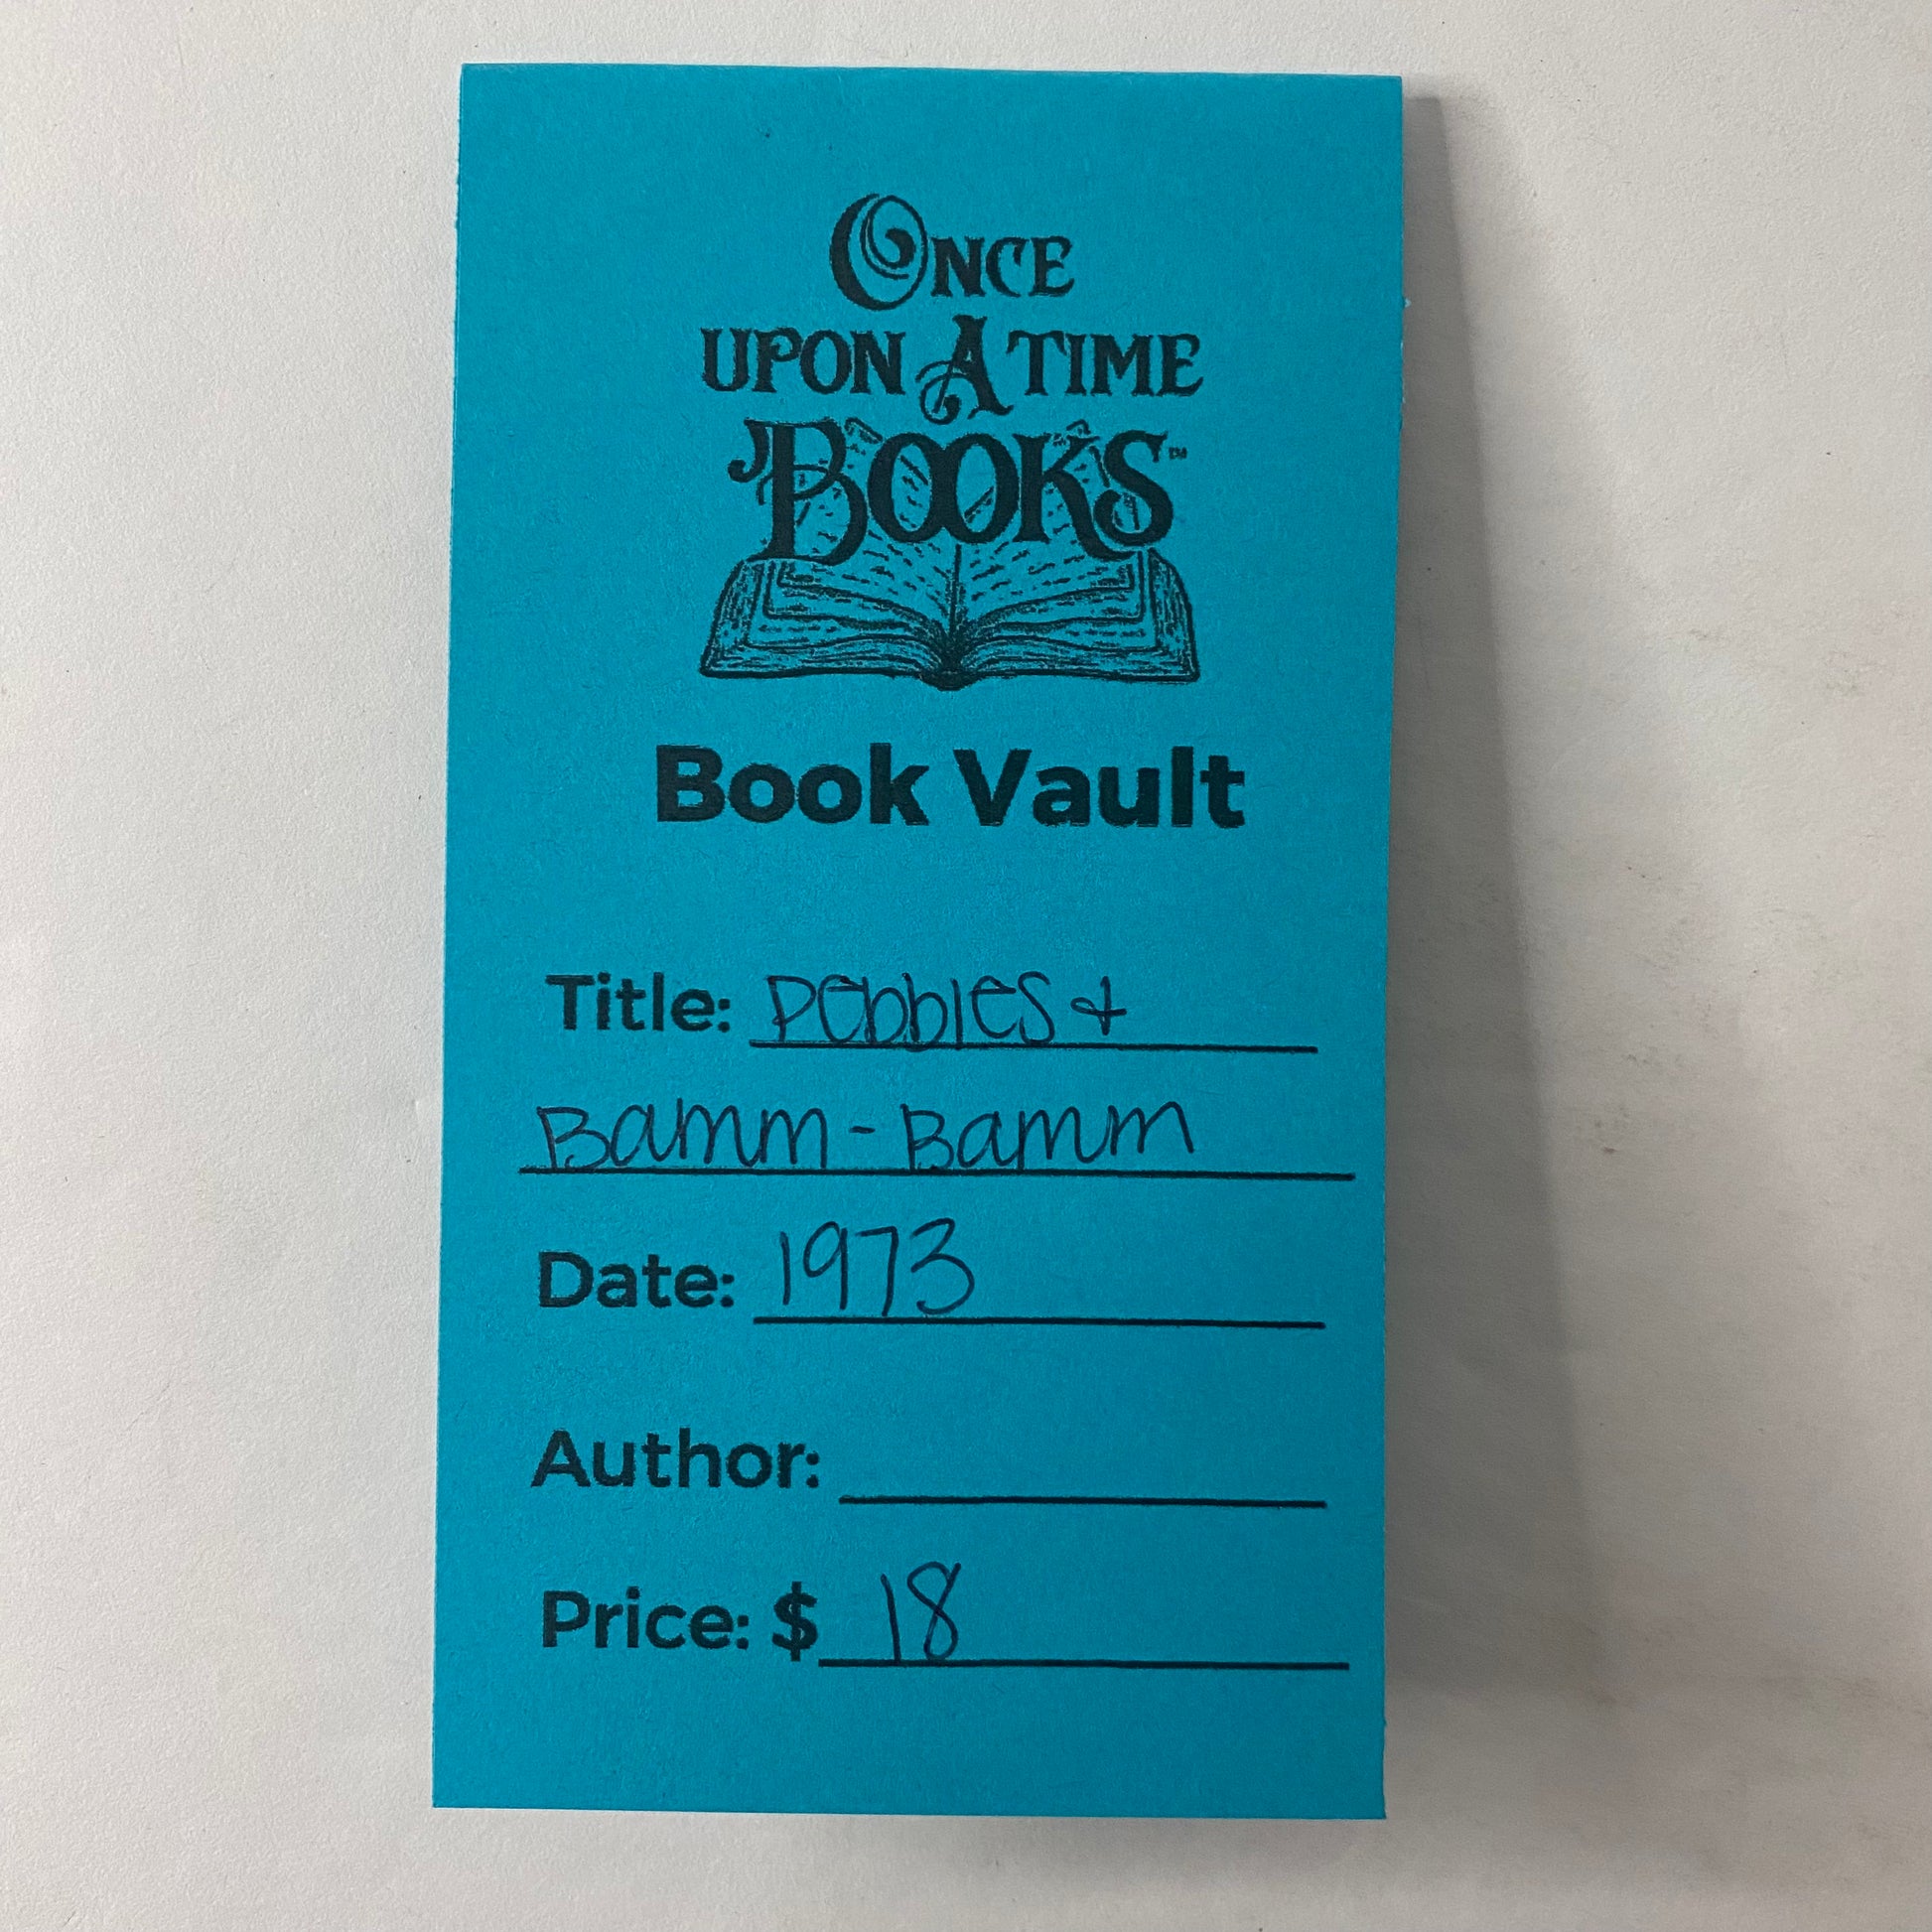 ONCE
UPON A TIME
BOOKS™
Book Vault
Title: Pebbles +
Bamm-Bamm
Date: 1973
Author:
Price: $ 18